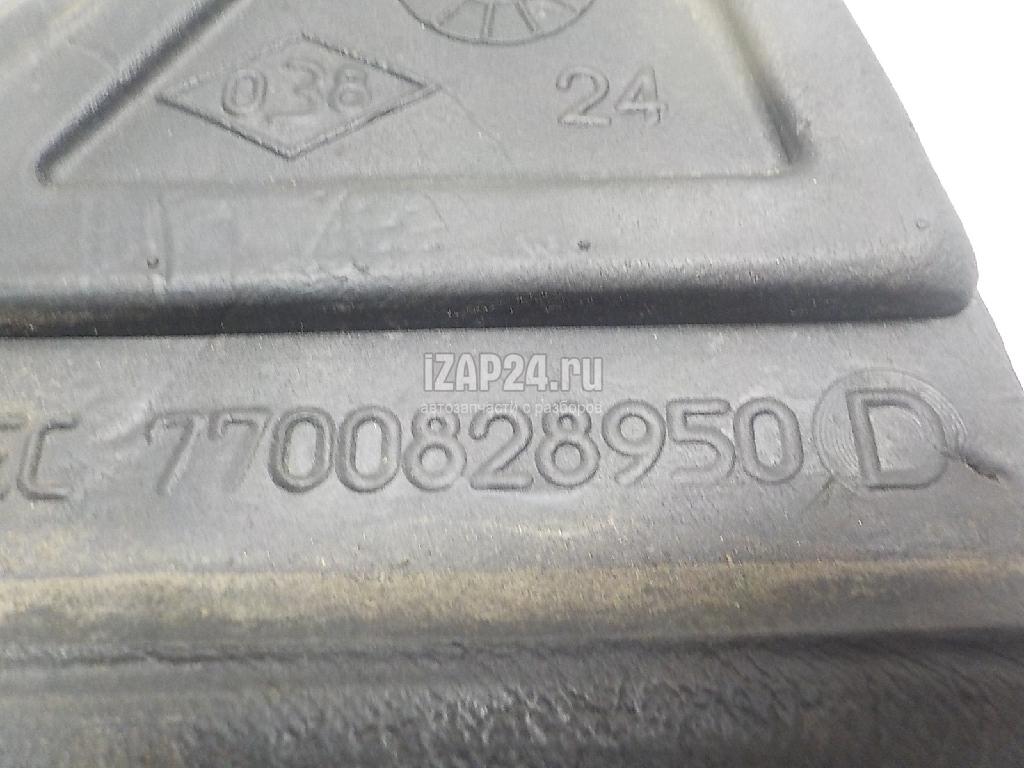 038 24
iZAP24.ru
автозапчасти с разборов
7700828950 D